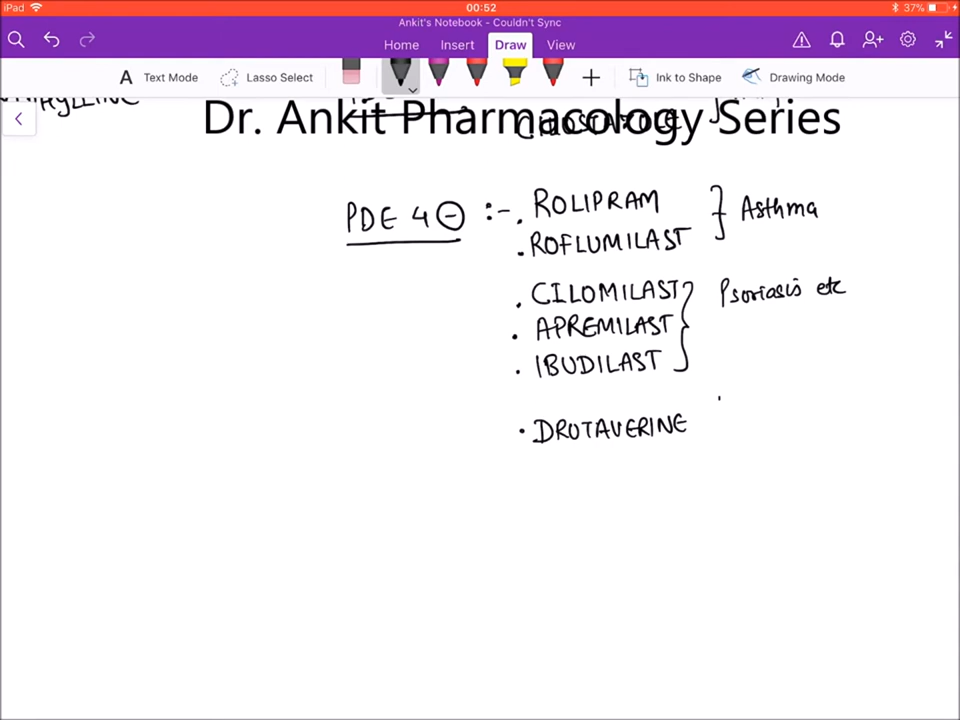 iPad 00:52 37%
Ankit's Notebook - Couldn't Sync
Home Insert Draw View
A Text Mode Lasso Select Ink to Shape Drawing Mode
Dr. Ankit Pharmacology Series
PDE 4 ⊖ :- . ROLIPRAM } Asthma
. ROFLUMILAST
. CILOMILAST } Psoriasis etc
. APREMILAST
. IBUDILAST
. DROTAVERINE